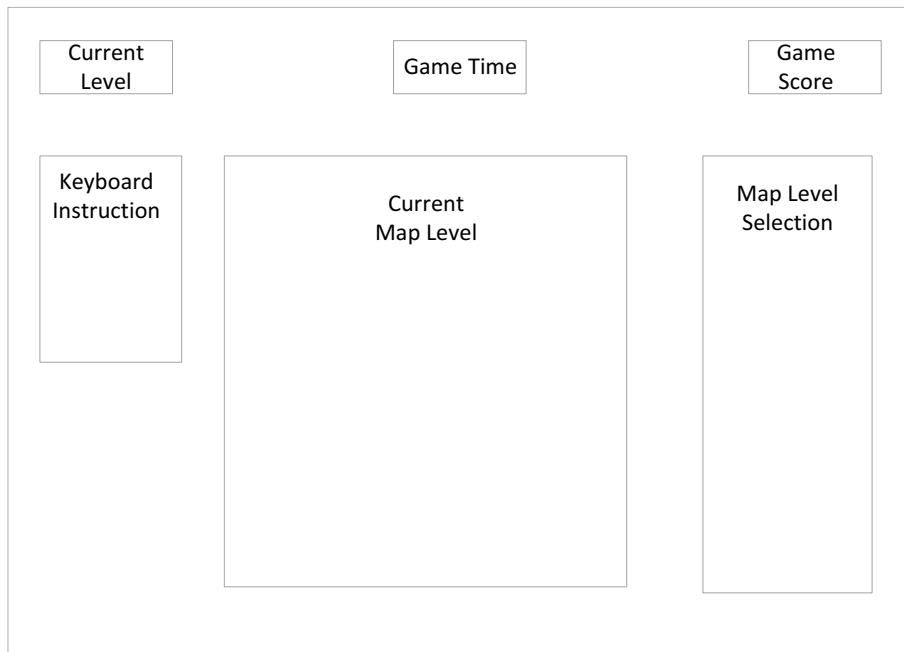 Current
Level
Game Time
Game
Score
Keyboard
Instruction
Current
Map Level
Map Level
Selection